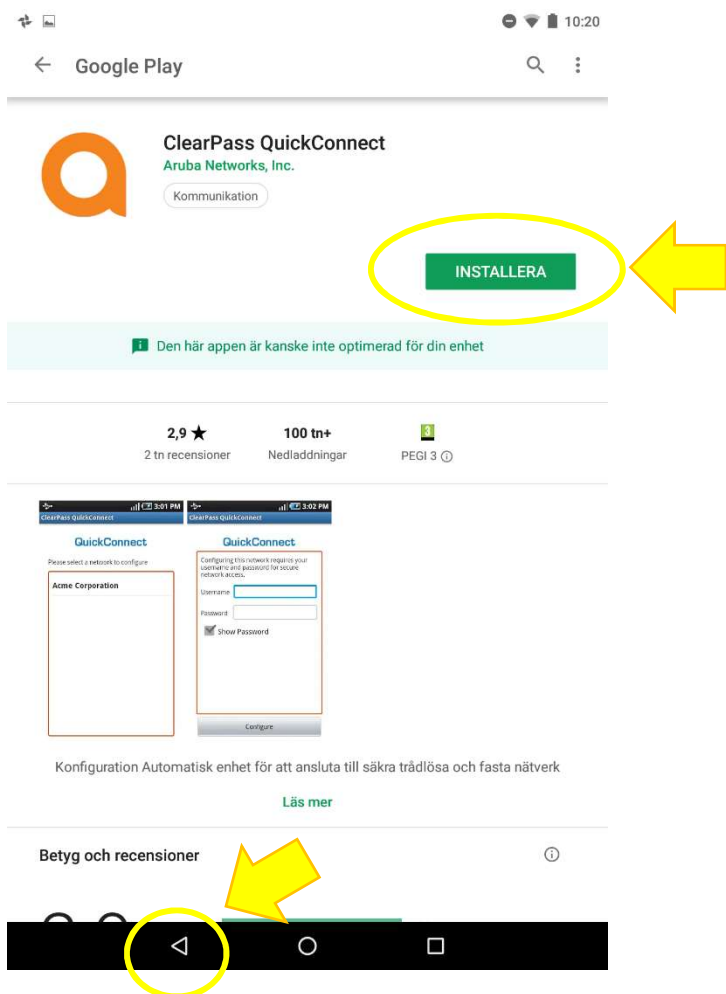 10:20
Google Play
ClearPass QuickConnect
Aruba Networks, Inc.
Kommunikation
INSTALLERA
Den här appen är kanske inte optimerad för din enhet
2,9 ★
2 tn recensioner
100 tn+
Nedladdningar
3
PEGI 3
3:01 PM
ClearPass QuickConnect
QuickConnect
Please select a network to configure
Acme Corporation
3:02 PM
ClearPass QuickConnect
QuickConnect
Configuring this network requires your
username and password for secure
network access.
Username
Password
Show Password
Configure
Konfiguration Automatisk enhet för att ansluta till säkra trådlösa och fasta nätverk
Läs mer
Betyg och recensioner